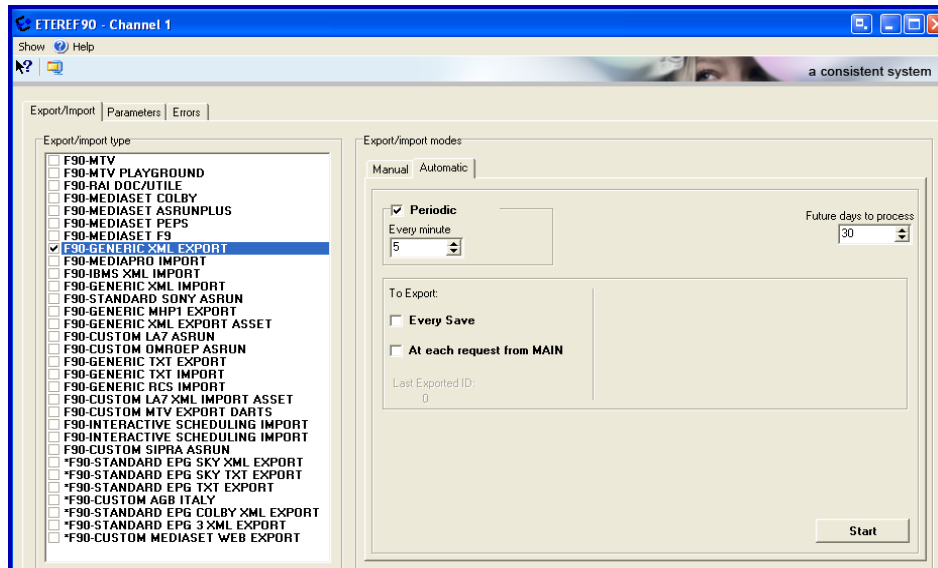 ETEREF90 - Channel 1
Show Help
a consistent system
Export/Import Parameters Errors
Export/import type
F90-MTV
F90-MTV PLAYGROUND
F90-RAI DOC/UTILE
F90-MEDIASET COLBY
F90-MEDIASET ASRUNPLUS
F90-MEDIASET PEPS
F90-MEDIASET F9
F90-GENERIC XML EXPORT
F90-MEDIAPRO IMPORT
F90-IBMS XML IMPORT
F90-GENERIC XML IMPORT
F90-STANDARD SONY ASRUN
F90-GENERIC MHP1 EXPORT
F90-GENERIC XML EXPORT ASSET
F90-CUSTOM LA7 ASRUN
F90-CUSTOM OMROEP ASRUN
F90-GENERIC TXT EXPORT
F90-GENERIC TXT IMPORT
F90-GENERIC RCS IMPORT
F90-CUSTOM LA7 XML IMPORT ASSET
F90-CUSTOM MTV EXPORT DARTS
F90-INTERACTIVE SCHEDULING IMPORT
F90-INTERACTIVE SCHEDULING IMPORT
F90-CUSTOM SIPRA ASRUN
*F90-STANDARD EPG SKY XML EXPORT
*F90-STANDARD EPG SKY TXT EXPORT
*F90-STANDARD EPG TXT EXPORT
*F90-CUSTOM AGB ITALY
*F90-STANDARD EPG COLBY XML EXPORT
*F90-STANDARD EPG 3 XML EXPORT
*F90-CUSTOM MEDIASET WEB EXPORT
Export/import modes
Manual Automatic
Periodic
Every minute
5
Future days to process
30
To Export:
Every Save
At each request from MAIN
Last Exported ID:
0
Start